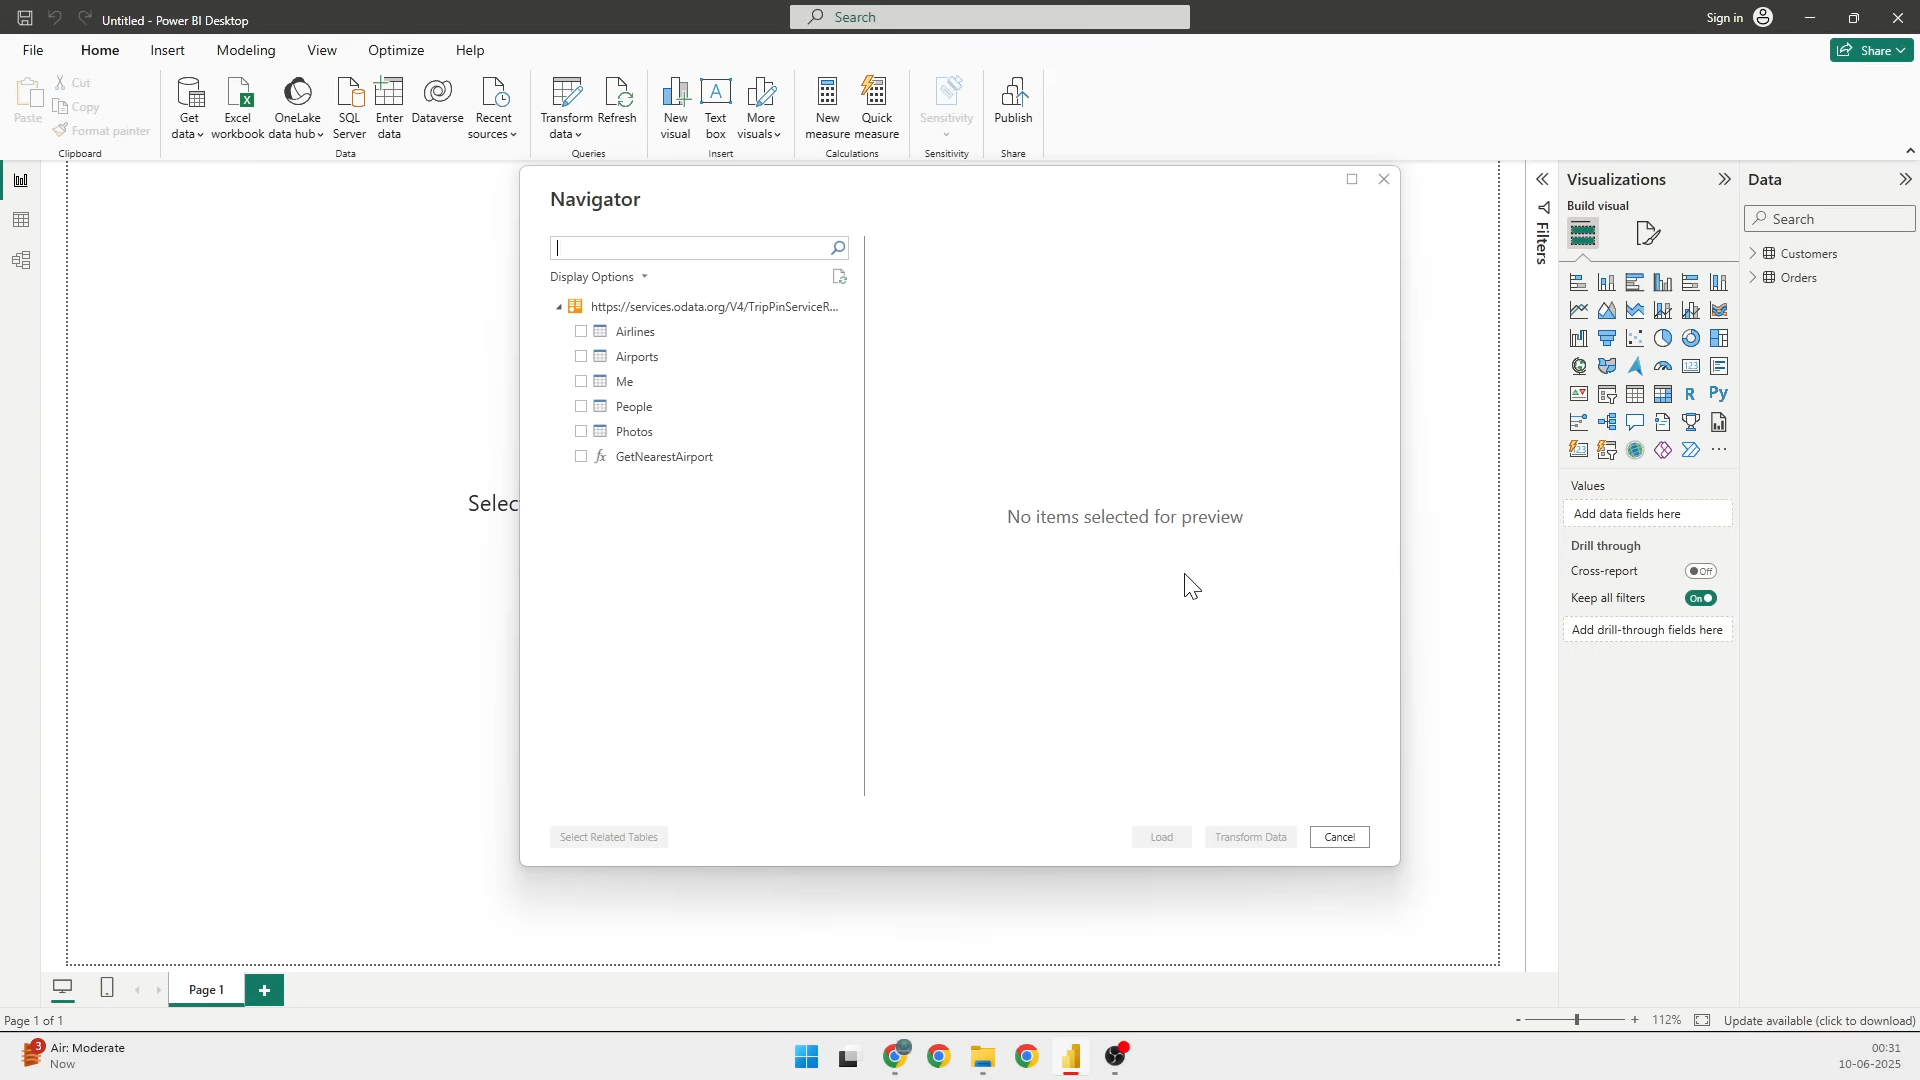 Untitled - Power BI Desktop
Search
Sign in
File
Home
Insert
Modeling
View
Optimize
Help
Share
Paste
Cut
Copy
Format painter
Clipboard
Get data
Excel workbook
OneLake data hub
SQL Server
Enter data
Dataverse
Recent sources
Data
Transform data
Refresh
Queries
New visual
Text box
More visuals
Insert
New measure
Quick measure
Calculations
Sensitivity
Sensitivity
Publish
Share
Selec
Navigator
Display Options
https://services.odata.org/V4/TripPinServiceR...
Airlines
Airports
Me
People
Photos
fx GetNearestAirport
No items selected for preview
Select Related Tables
Load
Transform Data
Cancel
Filters
Visualizations
Build visual
123
R
Py
123
Values
Add data fields here
Drill through
Cross-report
Off
Keep all filters
On
Add drill-through fields here
Data
Search
Customers
Orders
Page 1
Page 1 of 1
- + 112%
Update available (click to download)
3
Air: Moderate
Now
00:31
10-06-2025